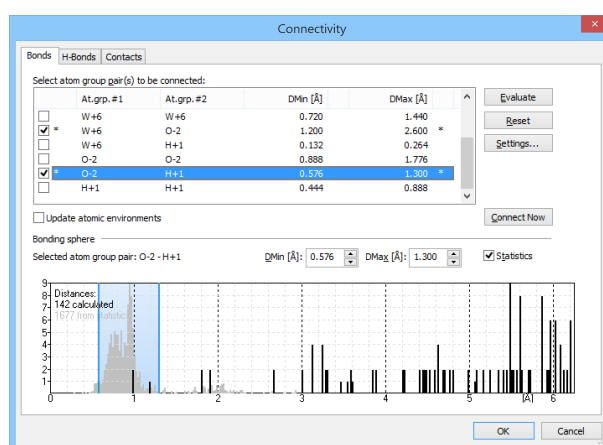 Connectivity
Bonds H-Bonds Contacts
Select atom group pair(s) to be connected:
At.grp.#1 At.grp.#2 DMin [Å] DMax [Å]
W+6 W+6 0.720 1.440
* W+6 O-2 1.200 2.600 *
W+6 H+1 0.132 0.264
O-2 O-2 0.888 1.776
* O-2 H+1 0.576 1.300 *
H+1 H+1 0.444 0.888
Evaluate
Reset
Settings...
Update atomic environments
Connect Now
Bonding sphere
Selected atom group pair: O-2 - H+1 DMin [Å]: 0.576 DMax [Å]: 1.300 Statistics
Distances:
142 calculated
1677 from statistics
9
8
7
6
5
4
3
2
1
0 1 2 3 4 5 [Å] 6
OK Cancel